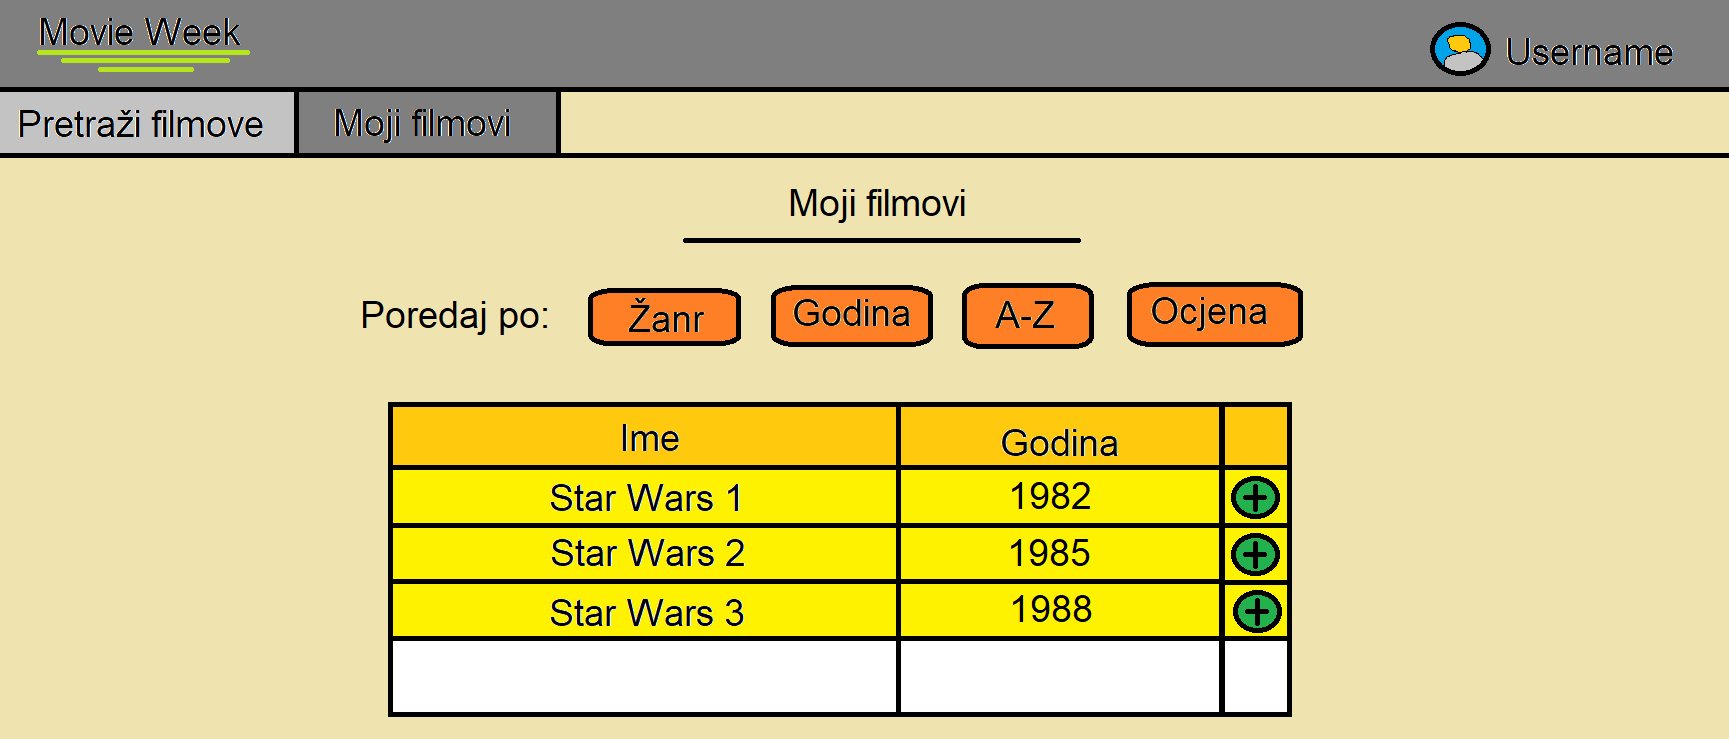 Movie Week
Username
Pretraži filmove
Moji filmovi
Moji filmovi
Poredaj po:
Žanr
Godina
A-Z
Ocjena
Ime
Godina
Star Wars 1
1982
Star Wars 2
1985
Star Wars 3
1988